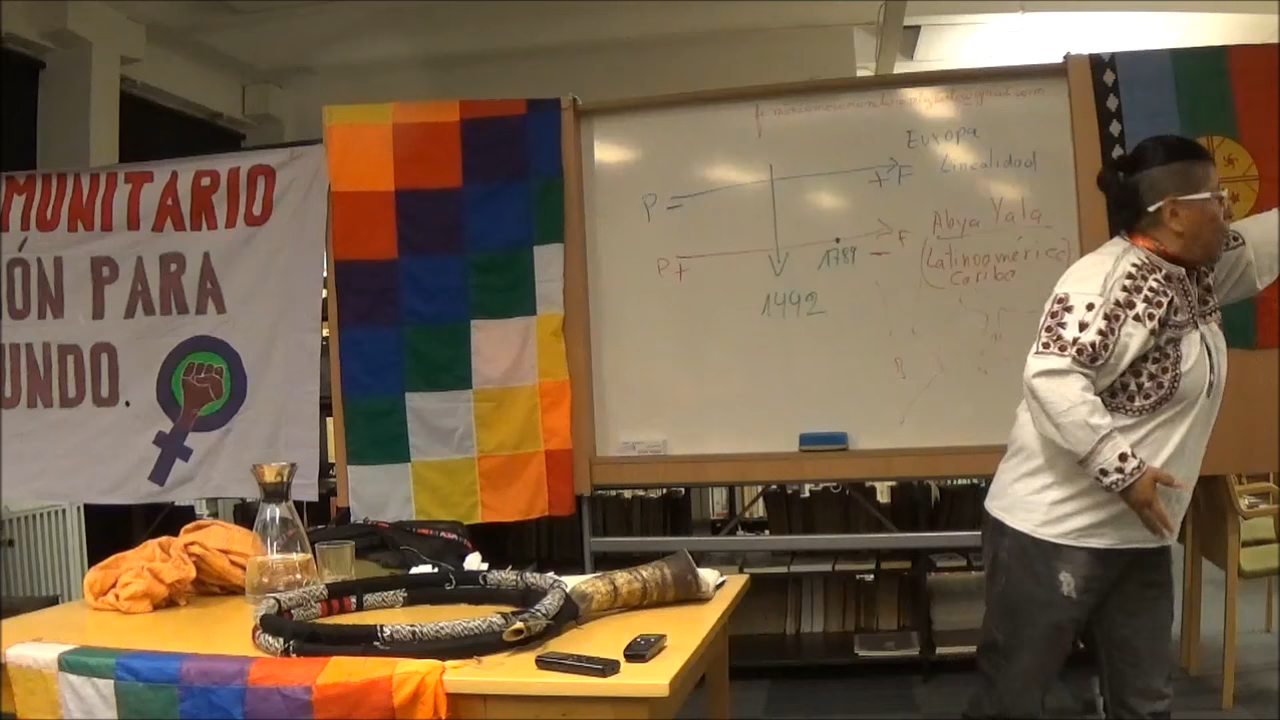 MUNITARIO
ÓN PARA
UNDO.
Europa
Linealidad
P - + F
Abya Yala
(Latinoamérica
Caribe
P + - F
1789
1492